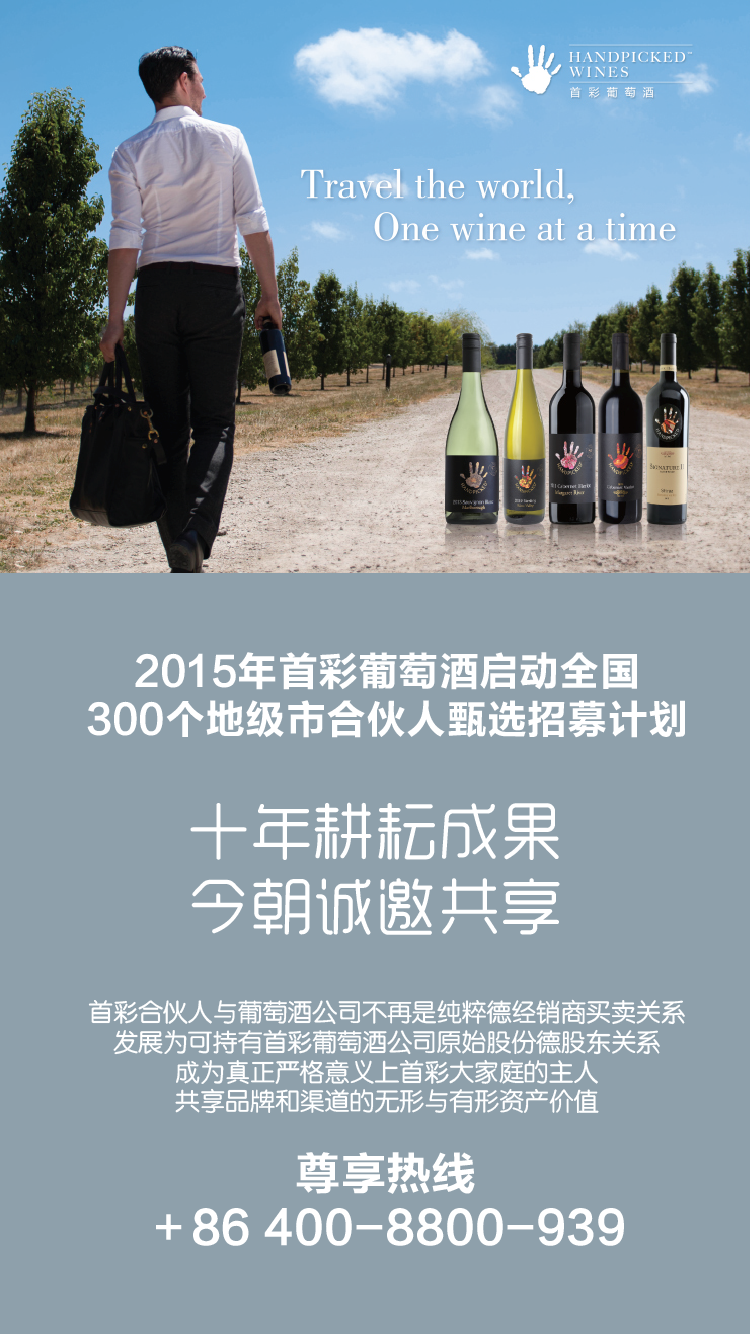 HANDPICKED™
WINES
首彩葡萄酒
Travel the world,
One wine at a time
HANDPICKED
HANDPICKED
HANDPICKED
HANDPICKED
Margaret River
SIGNATURE
2015年首彩葡萄酒启动全国
300个地级市合伙人甄选招募计划
十年耕耘成果
今朝诚邀共享
首彩合伙人与葡萄酒公司不再是纯粹德经销商买卖关系
发展为可持有首彩葡萄酒公司原始股份德股东关系
成为真正严格意义上首彩大家庭的主人
共享品牌和渠道的无形与有形资产价值
尊享热线
+86 400-8800-939